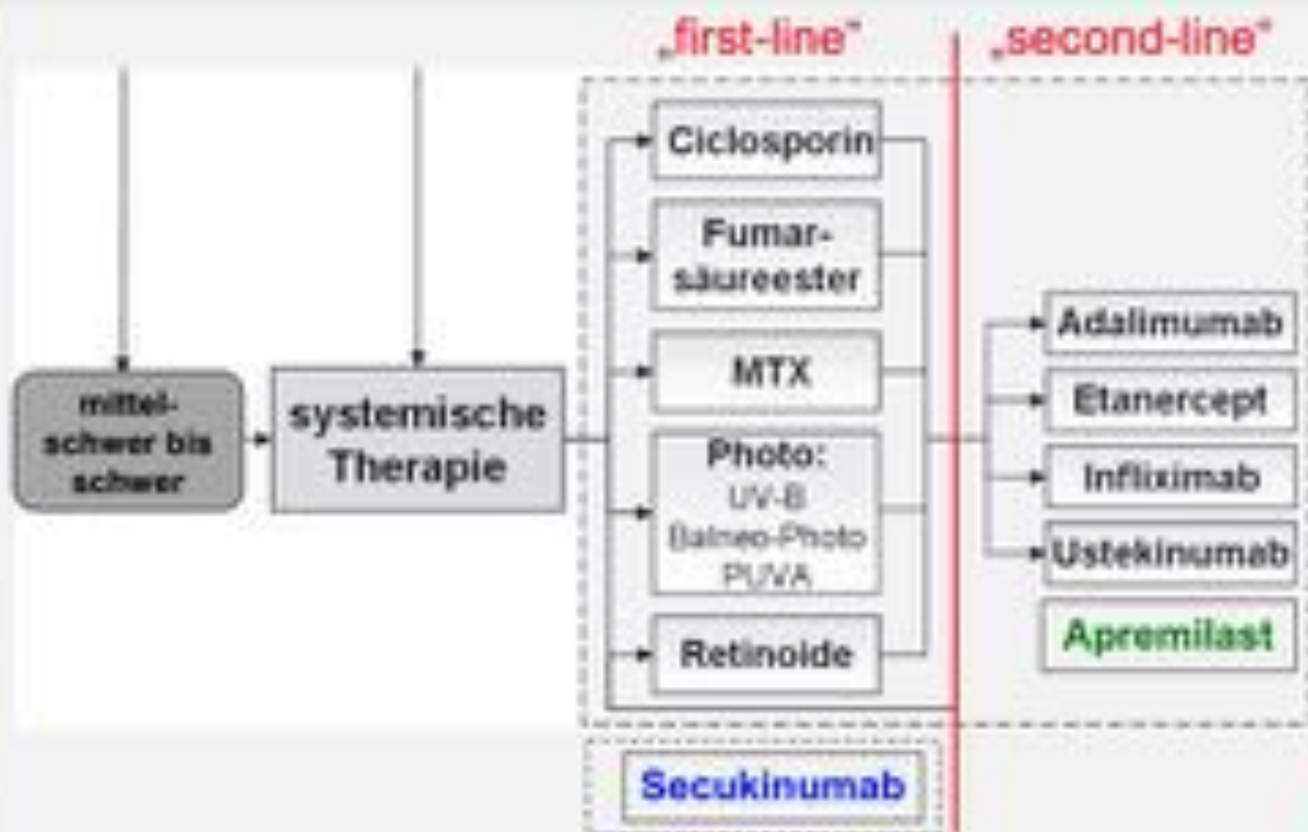 „first-line“
„second-line“
mittel-
schwer bis
schwer
systemische
Therapie
Ciclosporin
Fumar-
säureester
MTX
Photo:
UV-B
Balneo-Photo
PUVA
Retinoide
Secukinumab
Adalimumab
Etanercept
Infliximab
Ustekinumab
Apremilast